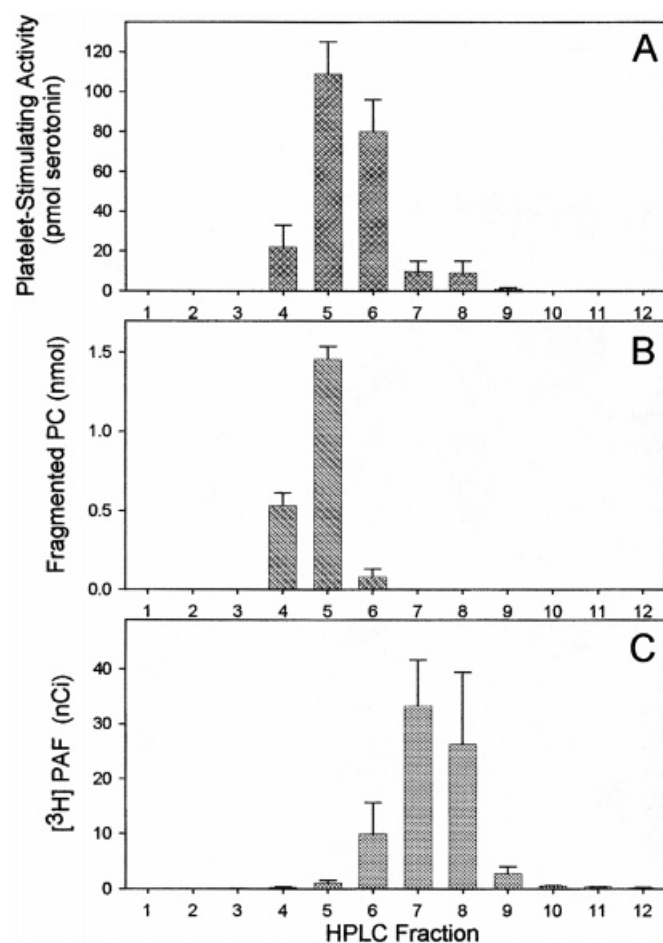 A
Platelet-Stimulating Activity
(pmol serotonin)
120
100
80
60
40
20
0
1 2 3 4 5 6 7 8 9 10 11 12
B
Fragmented PC (nmol)
1.5
1.0
0.5
0.0
1 2 3 4 5 6 7 8 9 10 11 12
C
[³H] PAF (nCi)
40
30
20
10
0
1 2 3 4 5 6 7 8 9 10 11 12
HPLC Fraction